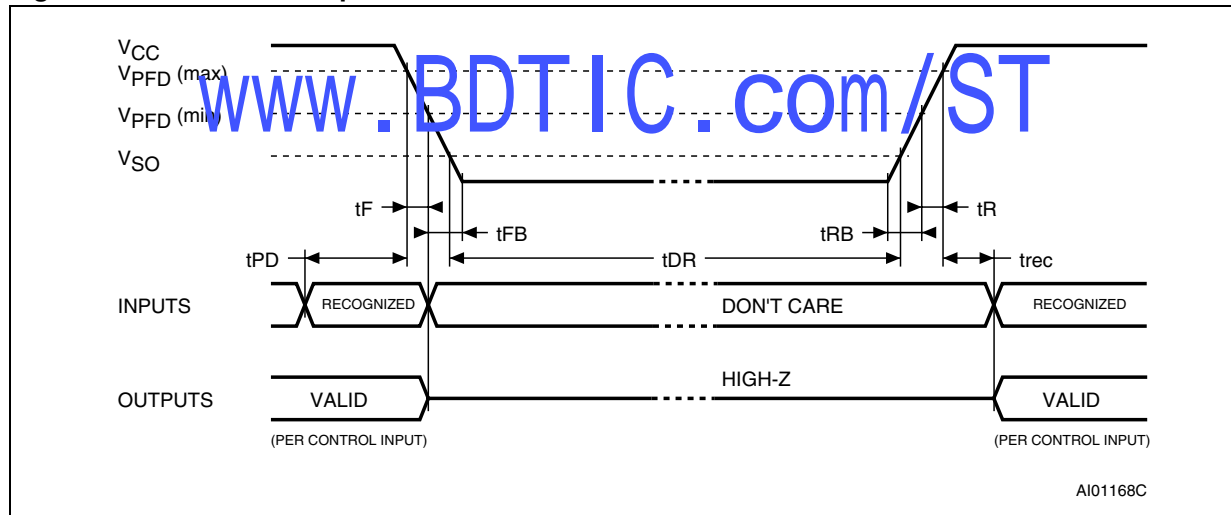 VCC
VPFD (max)
VPFD (min)
VSO
www.BDTIC.com/ST
tF
tR
tFB
tRB
tPD
tDR
trec
INPUTS
RECOGNIZED
DON'T CARE
RECOGNIZED
HIGH-Z
OUTPUTS
VALID
VALID
(PER CONTROL INPUT)
(PER CONTROL INPUT)
AI01168C